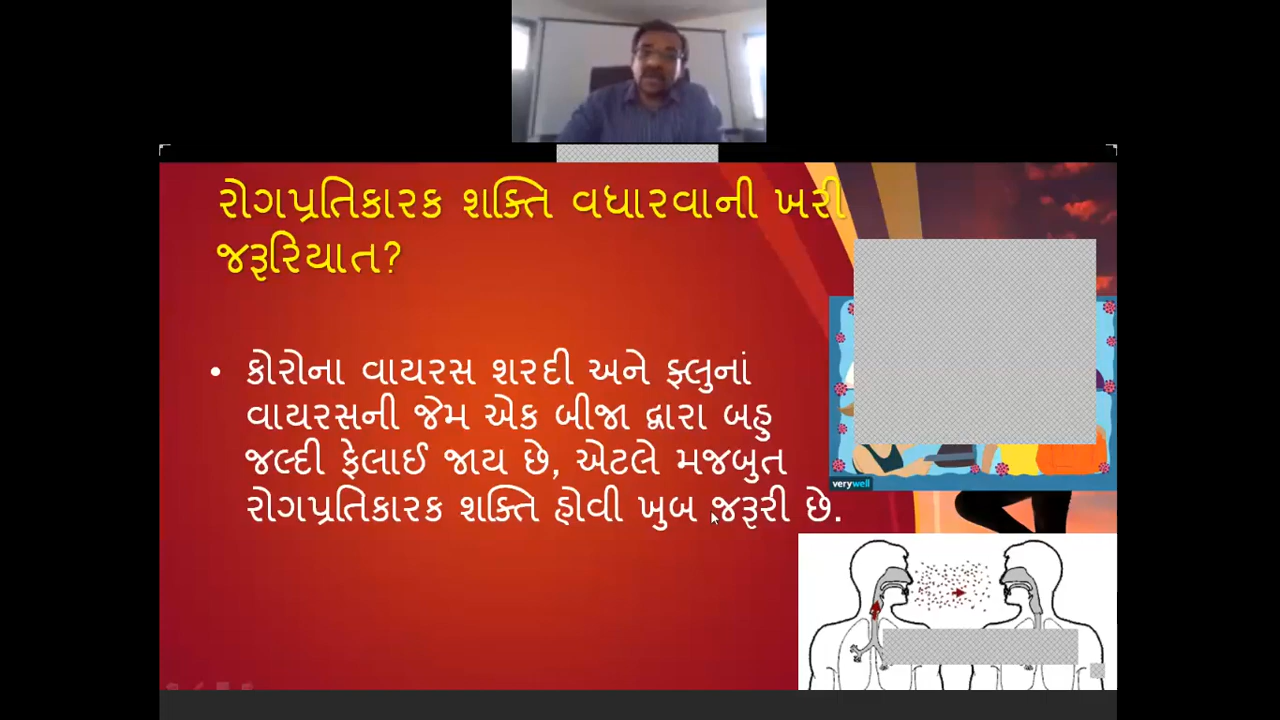 રોગપ્રતિકારક શક્તિ વધારવાની ખરી
જરૂરિયાત?
• કોરોના વાયરસ શરદી અને ફ્લુનાં
વાયરસની જેમ એક બીજા દ્વારા બહુ
જલ્દી ફેલાઈ જાય છે, એટલે મજબુત
રોગપ્રતિકારક શક્તિ હોવી ખુબ જરૂરી છે.
verywell